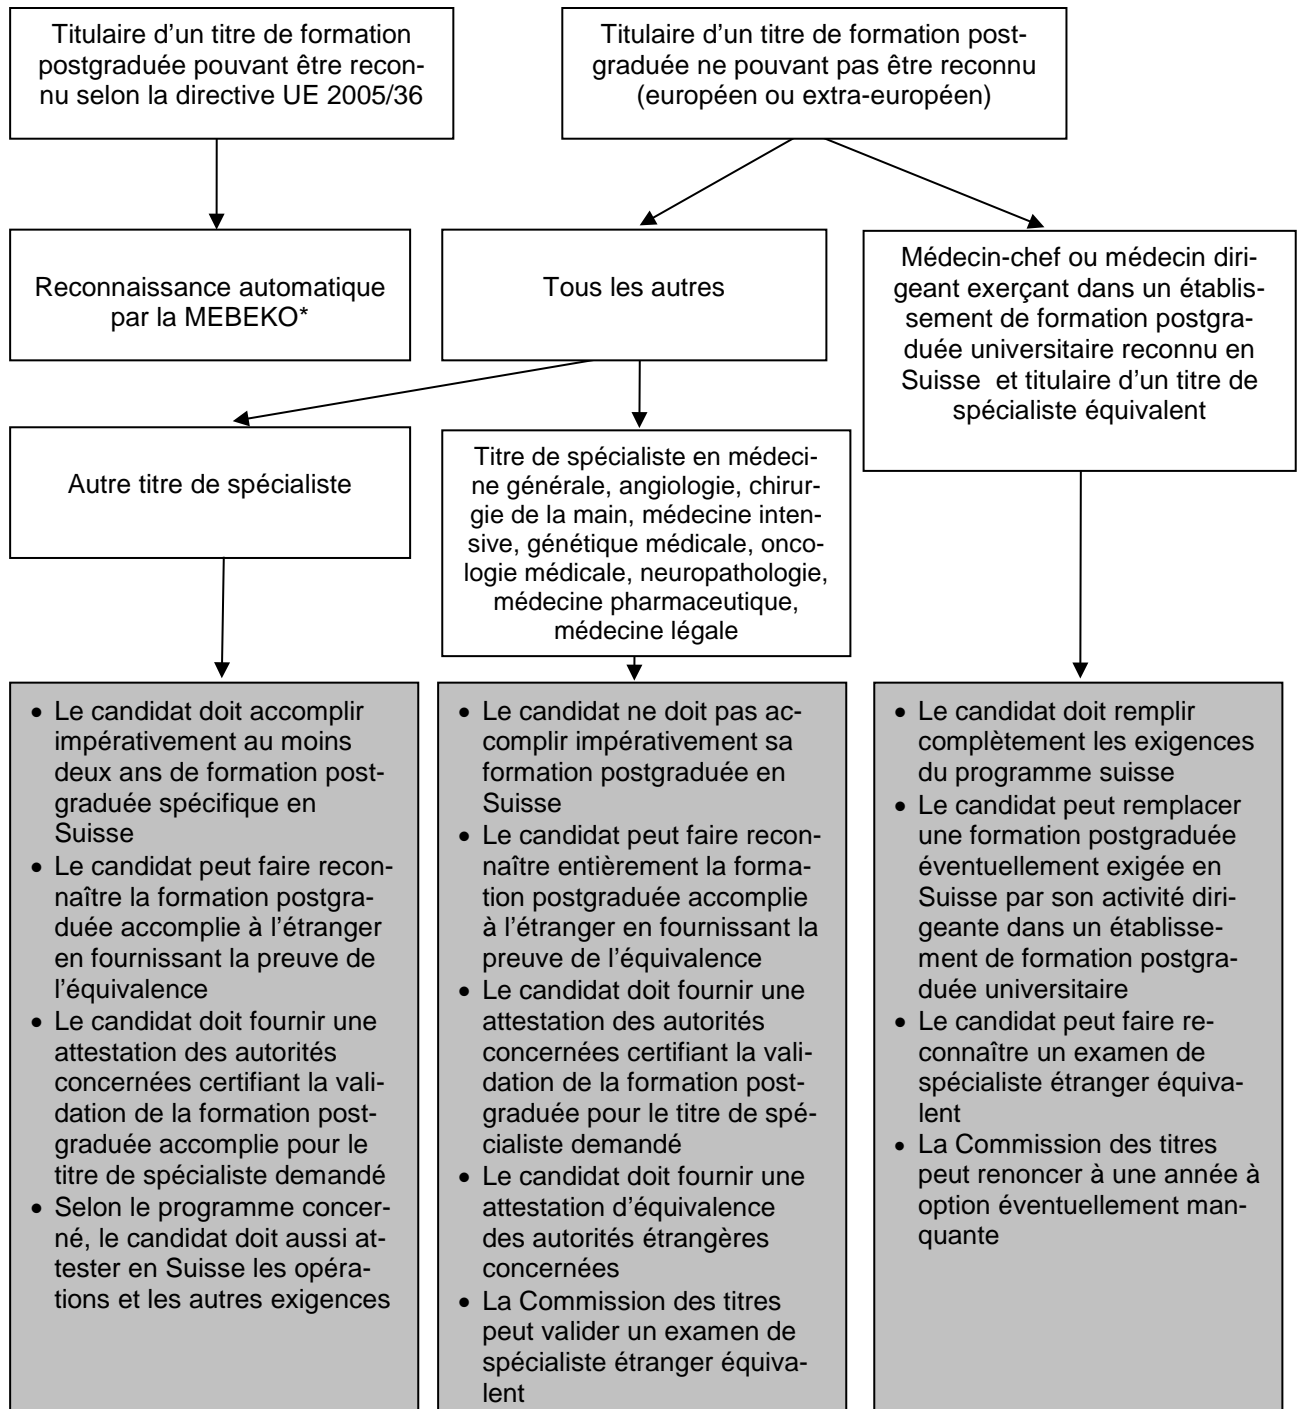 Titulaire d'un titre de formation
postgraduée pouvant être recon-
nu selon la directive UE 2005/36
Titulaire d'un titre de formation post-
graduée ne pouvant pas être reconnu
(européen ou extra-européen)
Reconnaissance automatique
par la MEBEKO*
Tous les autres
Médecin-chef ou médecin diri-
geant exerçant dans un établis-
sement de formation postgra-
duée universitaire reconnu en
Suisse et titulaire d'un titre de
spécialiste équivalent
Autre titre de spécialiste
Titre de spécialiste en médeci-
ne générale, angiologie, chirur-
gie de la main, médecine inten-
sive, génétique médicale, onco-
logie médicale, neuropathologie,
médecine pharmaceutique,
médecine légale
• Le candidat doit accomplir
impérativement au moins
deux ans de formation post-
graduée spécifique en
Suisse
• Le candidat peut faire recon-
naître la formation postgra-
duée accomplie à l'étranger
en fournissant la preuve de
l'équivalence
• Le candidat doit fournir une
attestation des autorités
concernées certifiant la vali-
dation de la formation post-
graduée accomplie pour le
titre de spécialiste demandé
• Selon le programme concer-
né, le candidat doit aussi at-
tester en Suisse les opéra-
tions et les autres exigences
• Le candidat ne doit pas ac-
complir impérativement sa
formation postgraduée en
Suisse
• Le candidat peut faire recon-
naître entièrement la forma-
tion postgraduée accomplie
à l'étranger en fournissant la
preuve de l'équivalence
• Le candidat doit fournir une
attestation des autorités
concernées certifiant la vali-
dation de la formation post-
graduée pour le titre de spé-
cialiste demandé
• Le candidat doit fournir une
attestation d'équivalence
des autorités étrangères
concernées
• La Commission des titres
peut valider un examen de
spécialiste étranger équiva-
lent
• Le candidat doit remplir
complètement les exigences
du programme suisse
• Le candidat peut remplacer
une formation postgraduée
éventuellement exigée en
Suisse par son activité diri-
geante dans un établisse-
ment de formation postgra-
duée universitaire
• Le candidat peut faire re-
connaître un examen de
spécialiste étranger équiva-
lent
• La Commission des titres
peut renoncer à une année à
option éventuellement man-
quante